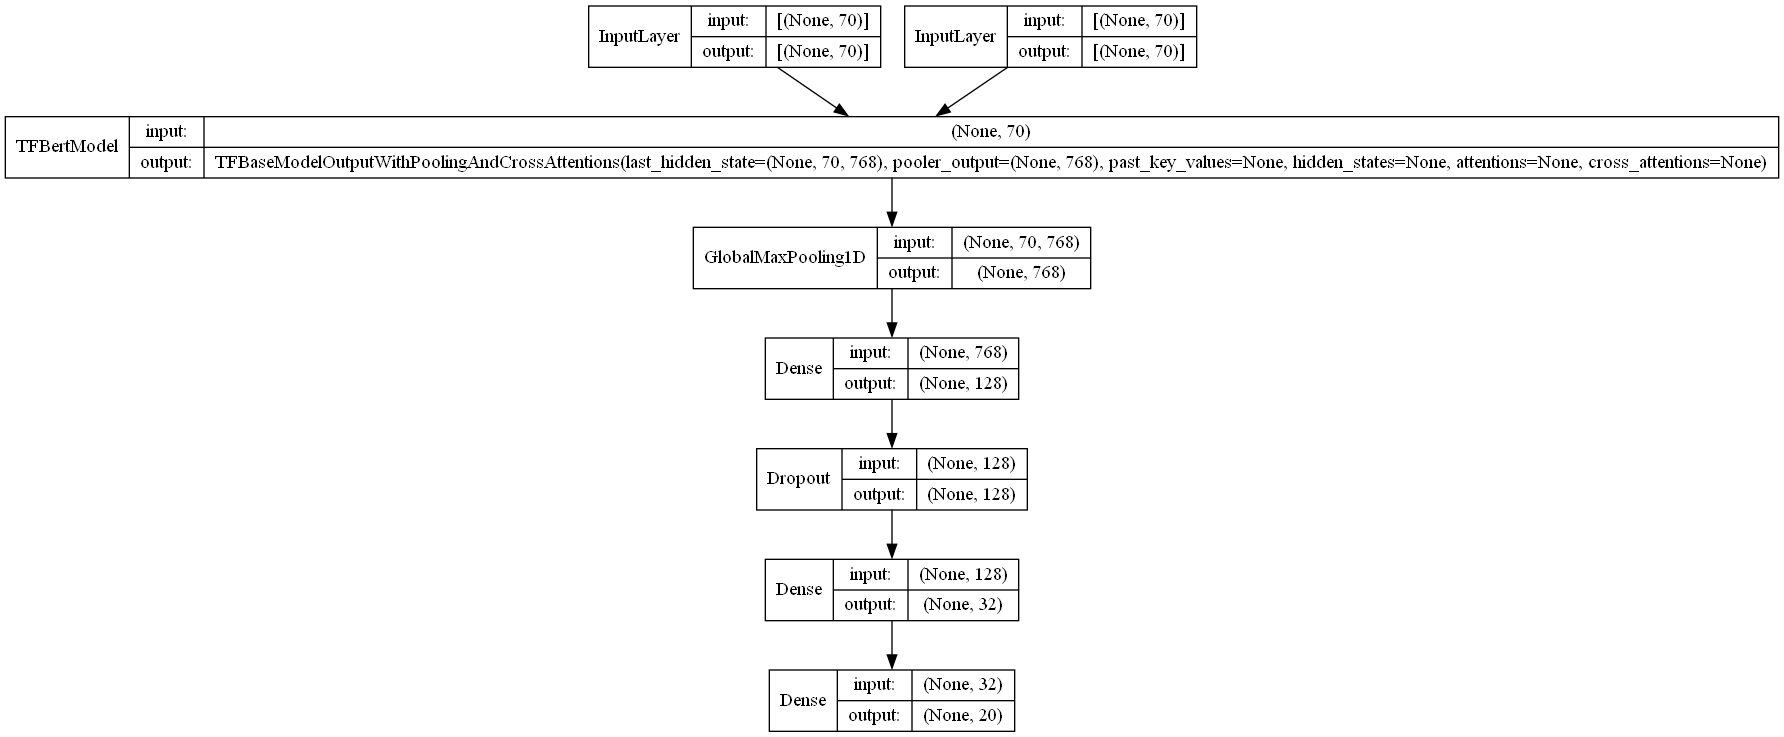 InputLayer input: [(None, 70)]
output: [(None, 70)]
InputLayer input: [(None, 70)]
output: [(None, 70)]
TFBertModel input: (None, 70)
output: TFBaseModelOutputWithPoolingAndCrossAttentions(last_hidden_state=(None, 70, 768), pooler_output=(None, 768), past_key_values=None, hidden_states=None, attentions=None, cross_attentions=None)
GlobalMaxPooling1D input: (None, 70, 768)
output: (None, 768)
Dense input: (None, 768)
output: (None, 128)
Dropout input: (None, 128)
output: (None, 128)
Dense input: (None, 128)
output: (None, 32)
Dense input: (None, 32)
output: (None, 20)